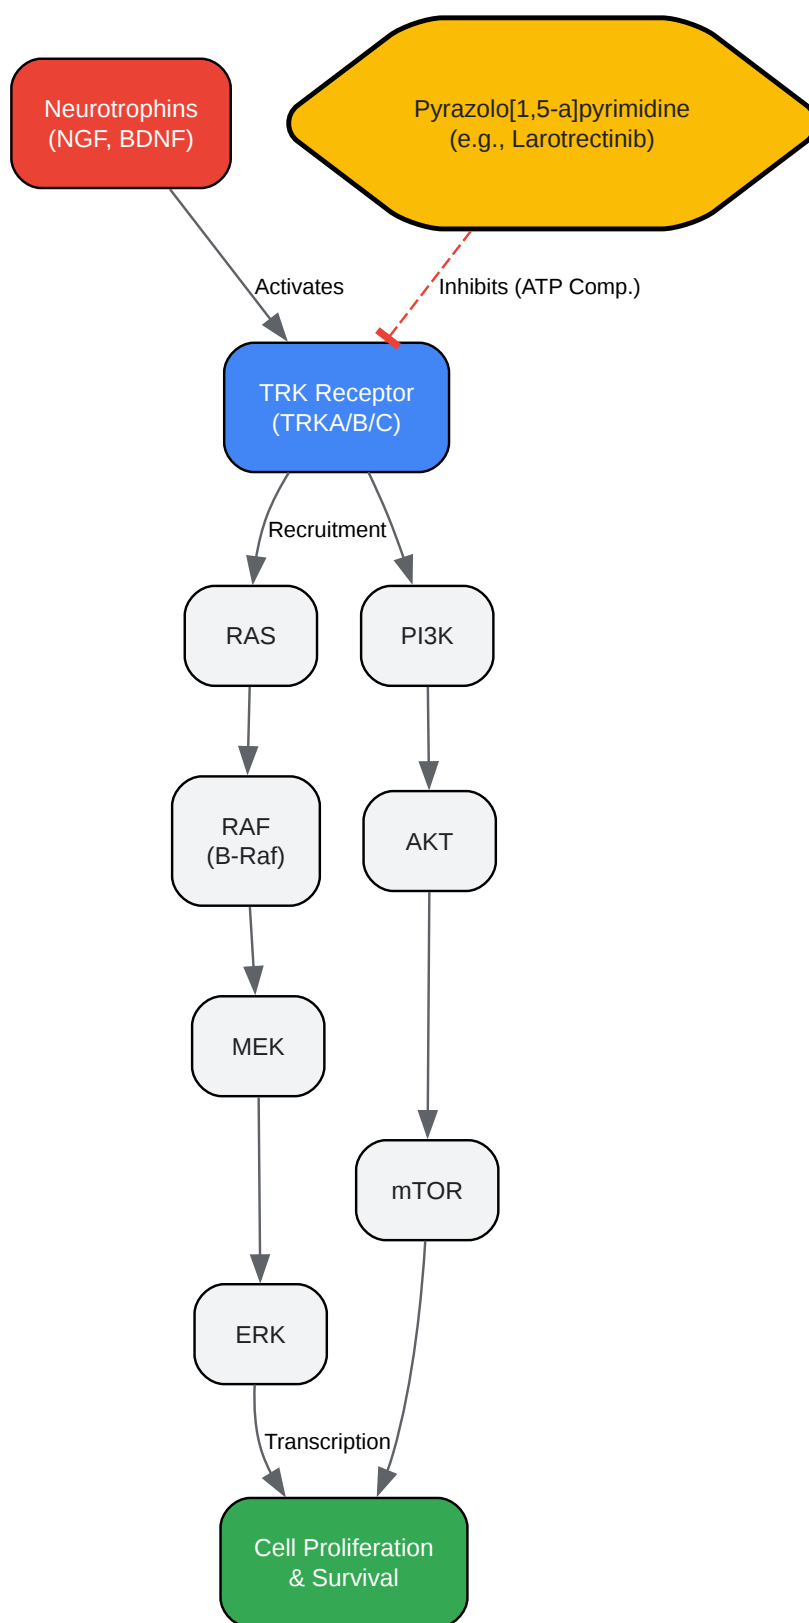 Neurotrophins
(NGF, BDNF)
Pyrazolo[1,5-a]pyrimidine
(e.g., Larotrectinib)
Activates
Inhibits (ATP Comp.)
TRK Receptor
(TRKA/B/C)
Recruitment
RAS
PI3K
RAF
(B-Raf)
AKT
MEK
mTOR
ERK
Transcription
Cell Proliferation
& Survival